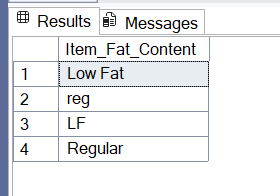 Results Messages
Item_Fat_Content
1 Low Fat
2 reg
3 LF
4 Regular